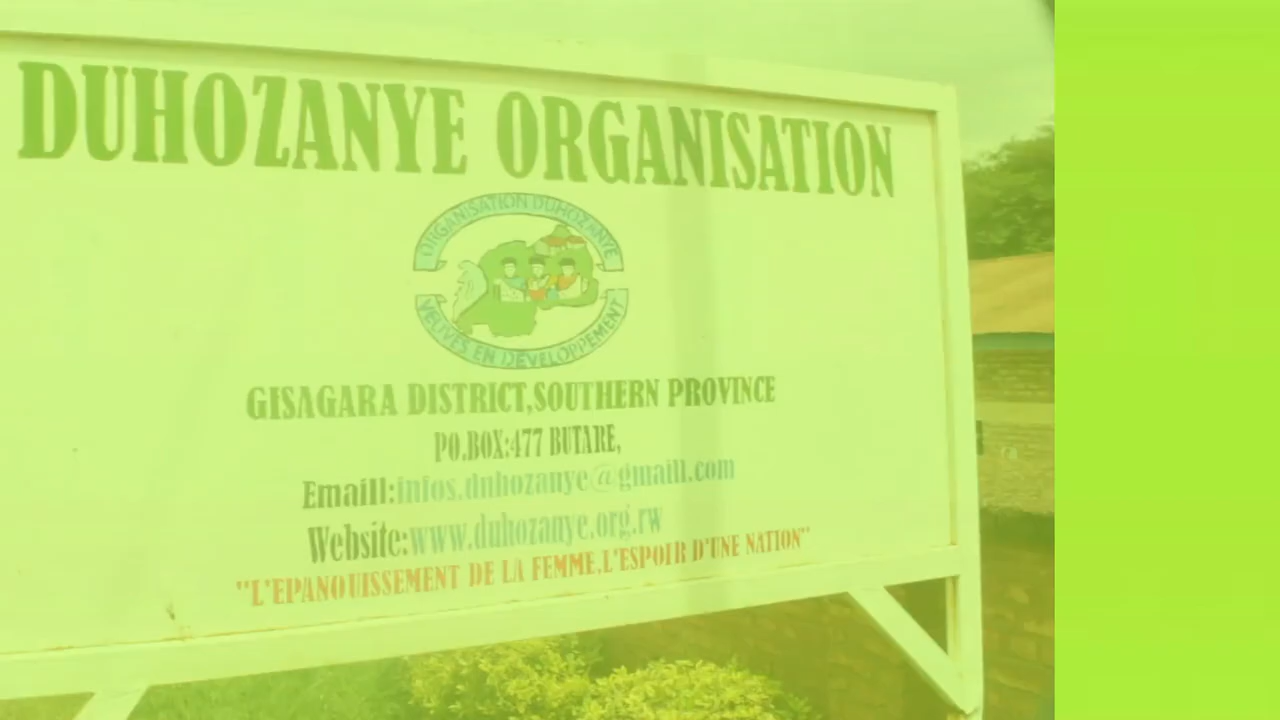 DUHOZANYE ORGANISATION
ORGANISATION DUHOZANYE
VEUVES EN DEVELOPPEMENT
GISAGARA DISTRICT,SOUTHERN PROVINCE
PO.BOX:477 BUTARE,
Emaill:infos.duhozanye@gmaill.com
Website:www.duhozanye.org.rw
"L'EPANOUISSEMENT DE LA FEMME,L'ESPOIR D'UNE NATION"